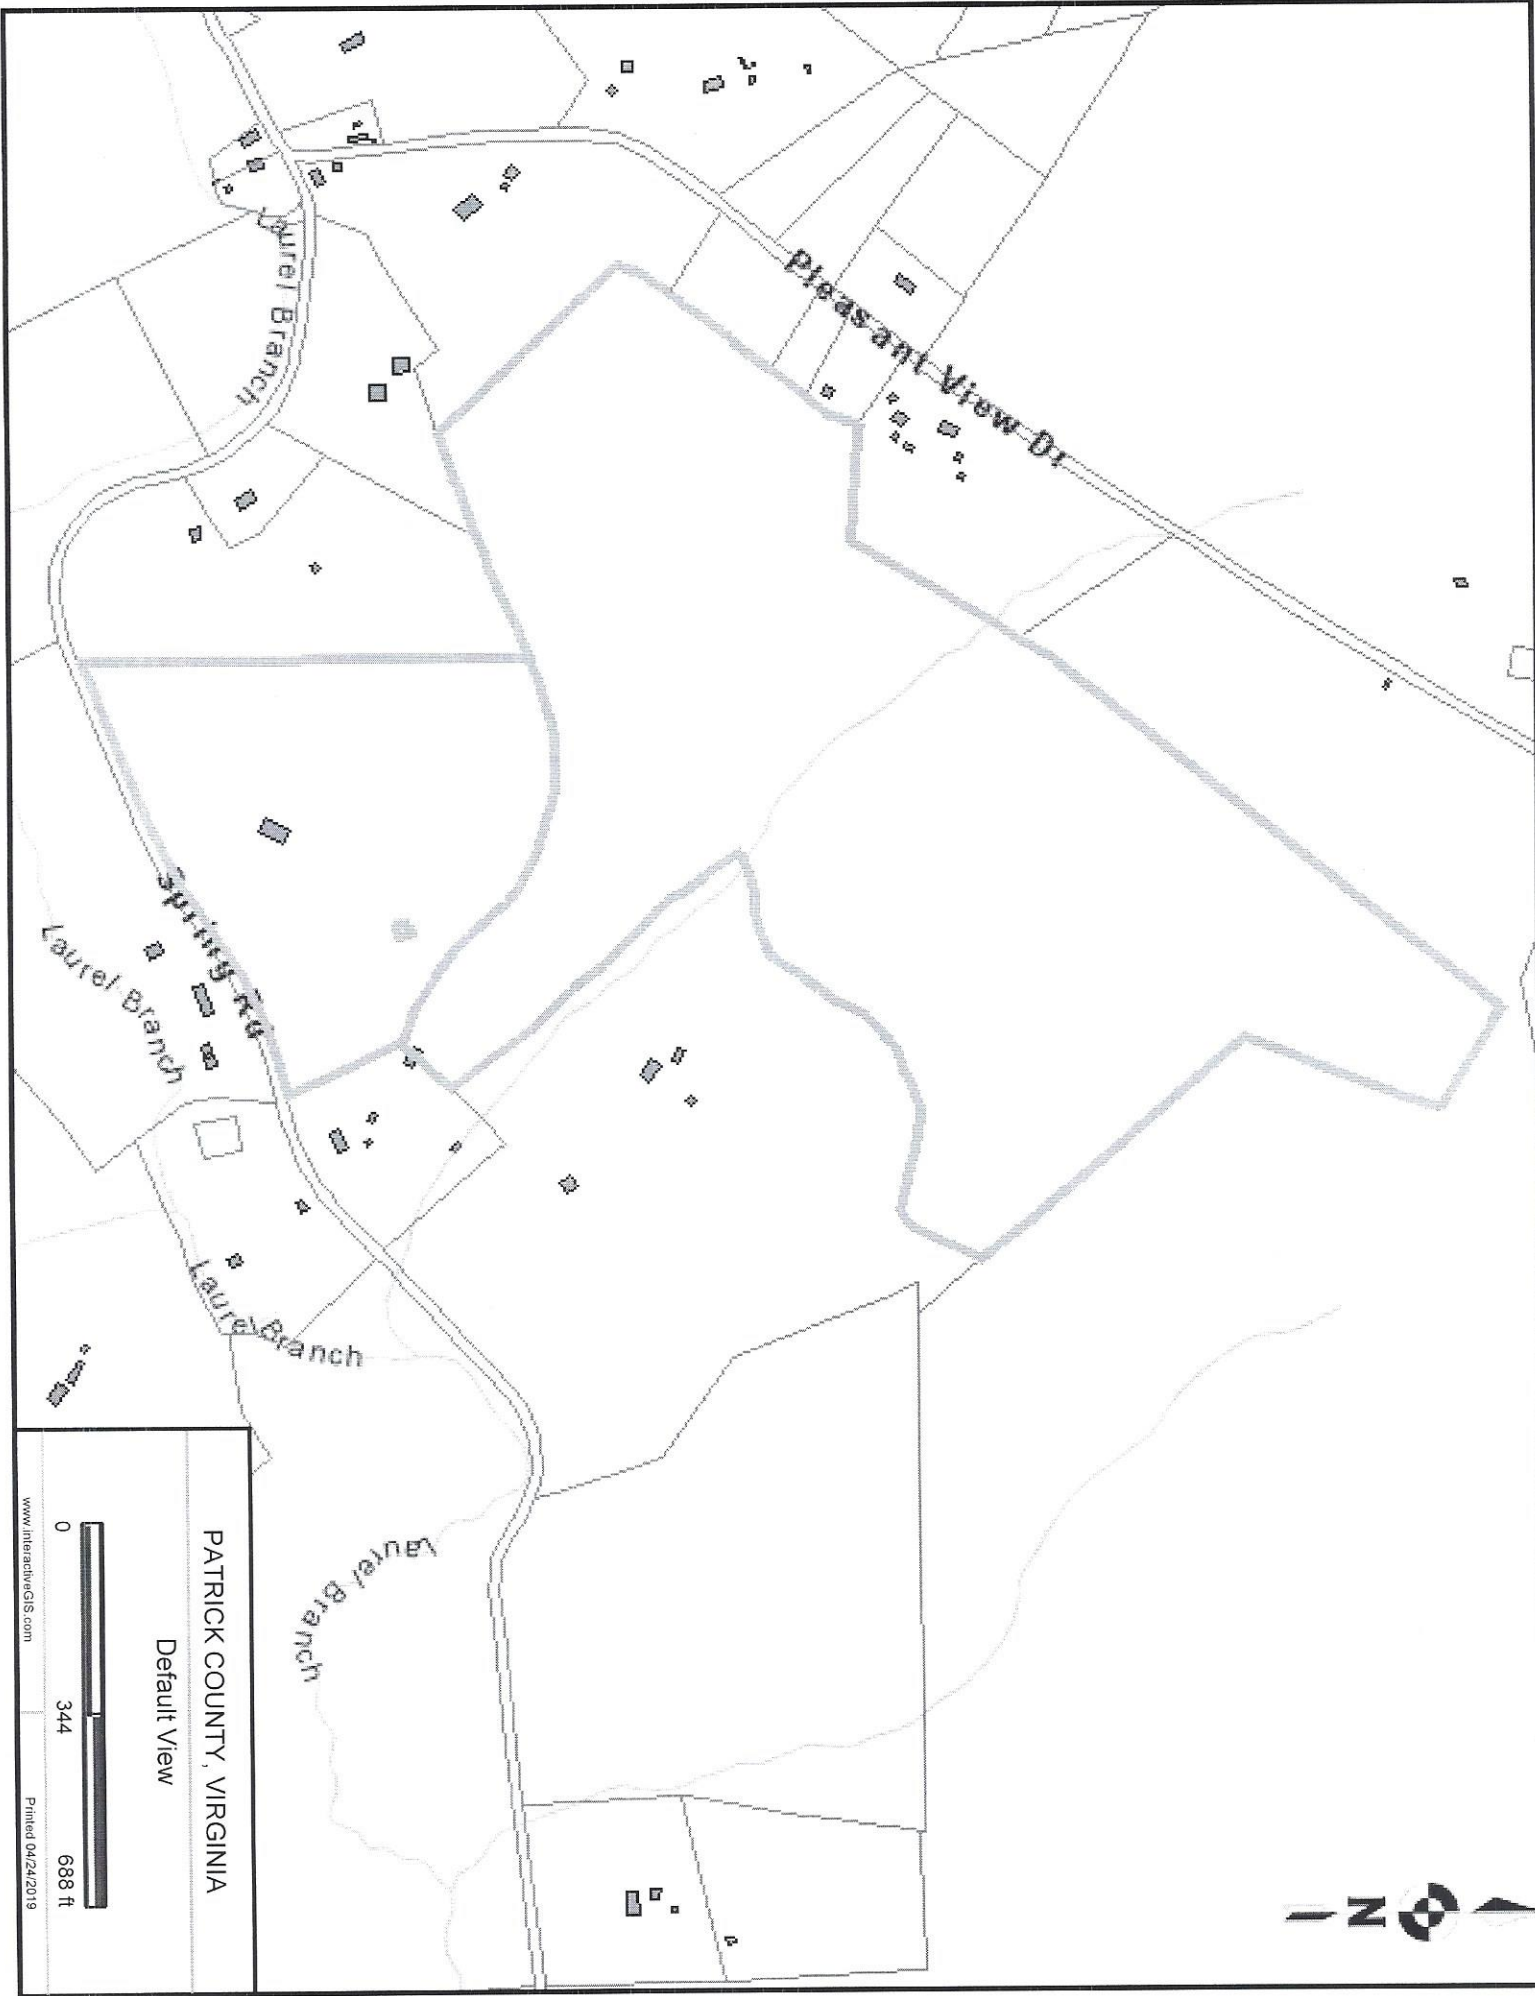 Pleasant View Dr
Laurel Branch
Spring Rd
Laurel Branch
Laurel Branch
Laurel Branch
N
PATRICK COUNTY, VIRGINIA
Default View
0 344 688 ft
www.interactiveGIS.com Printed 04/24/2019